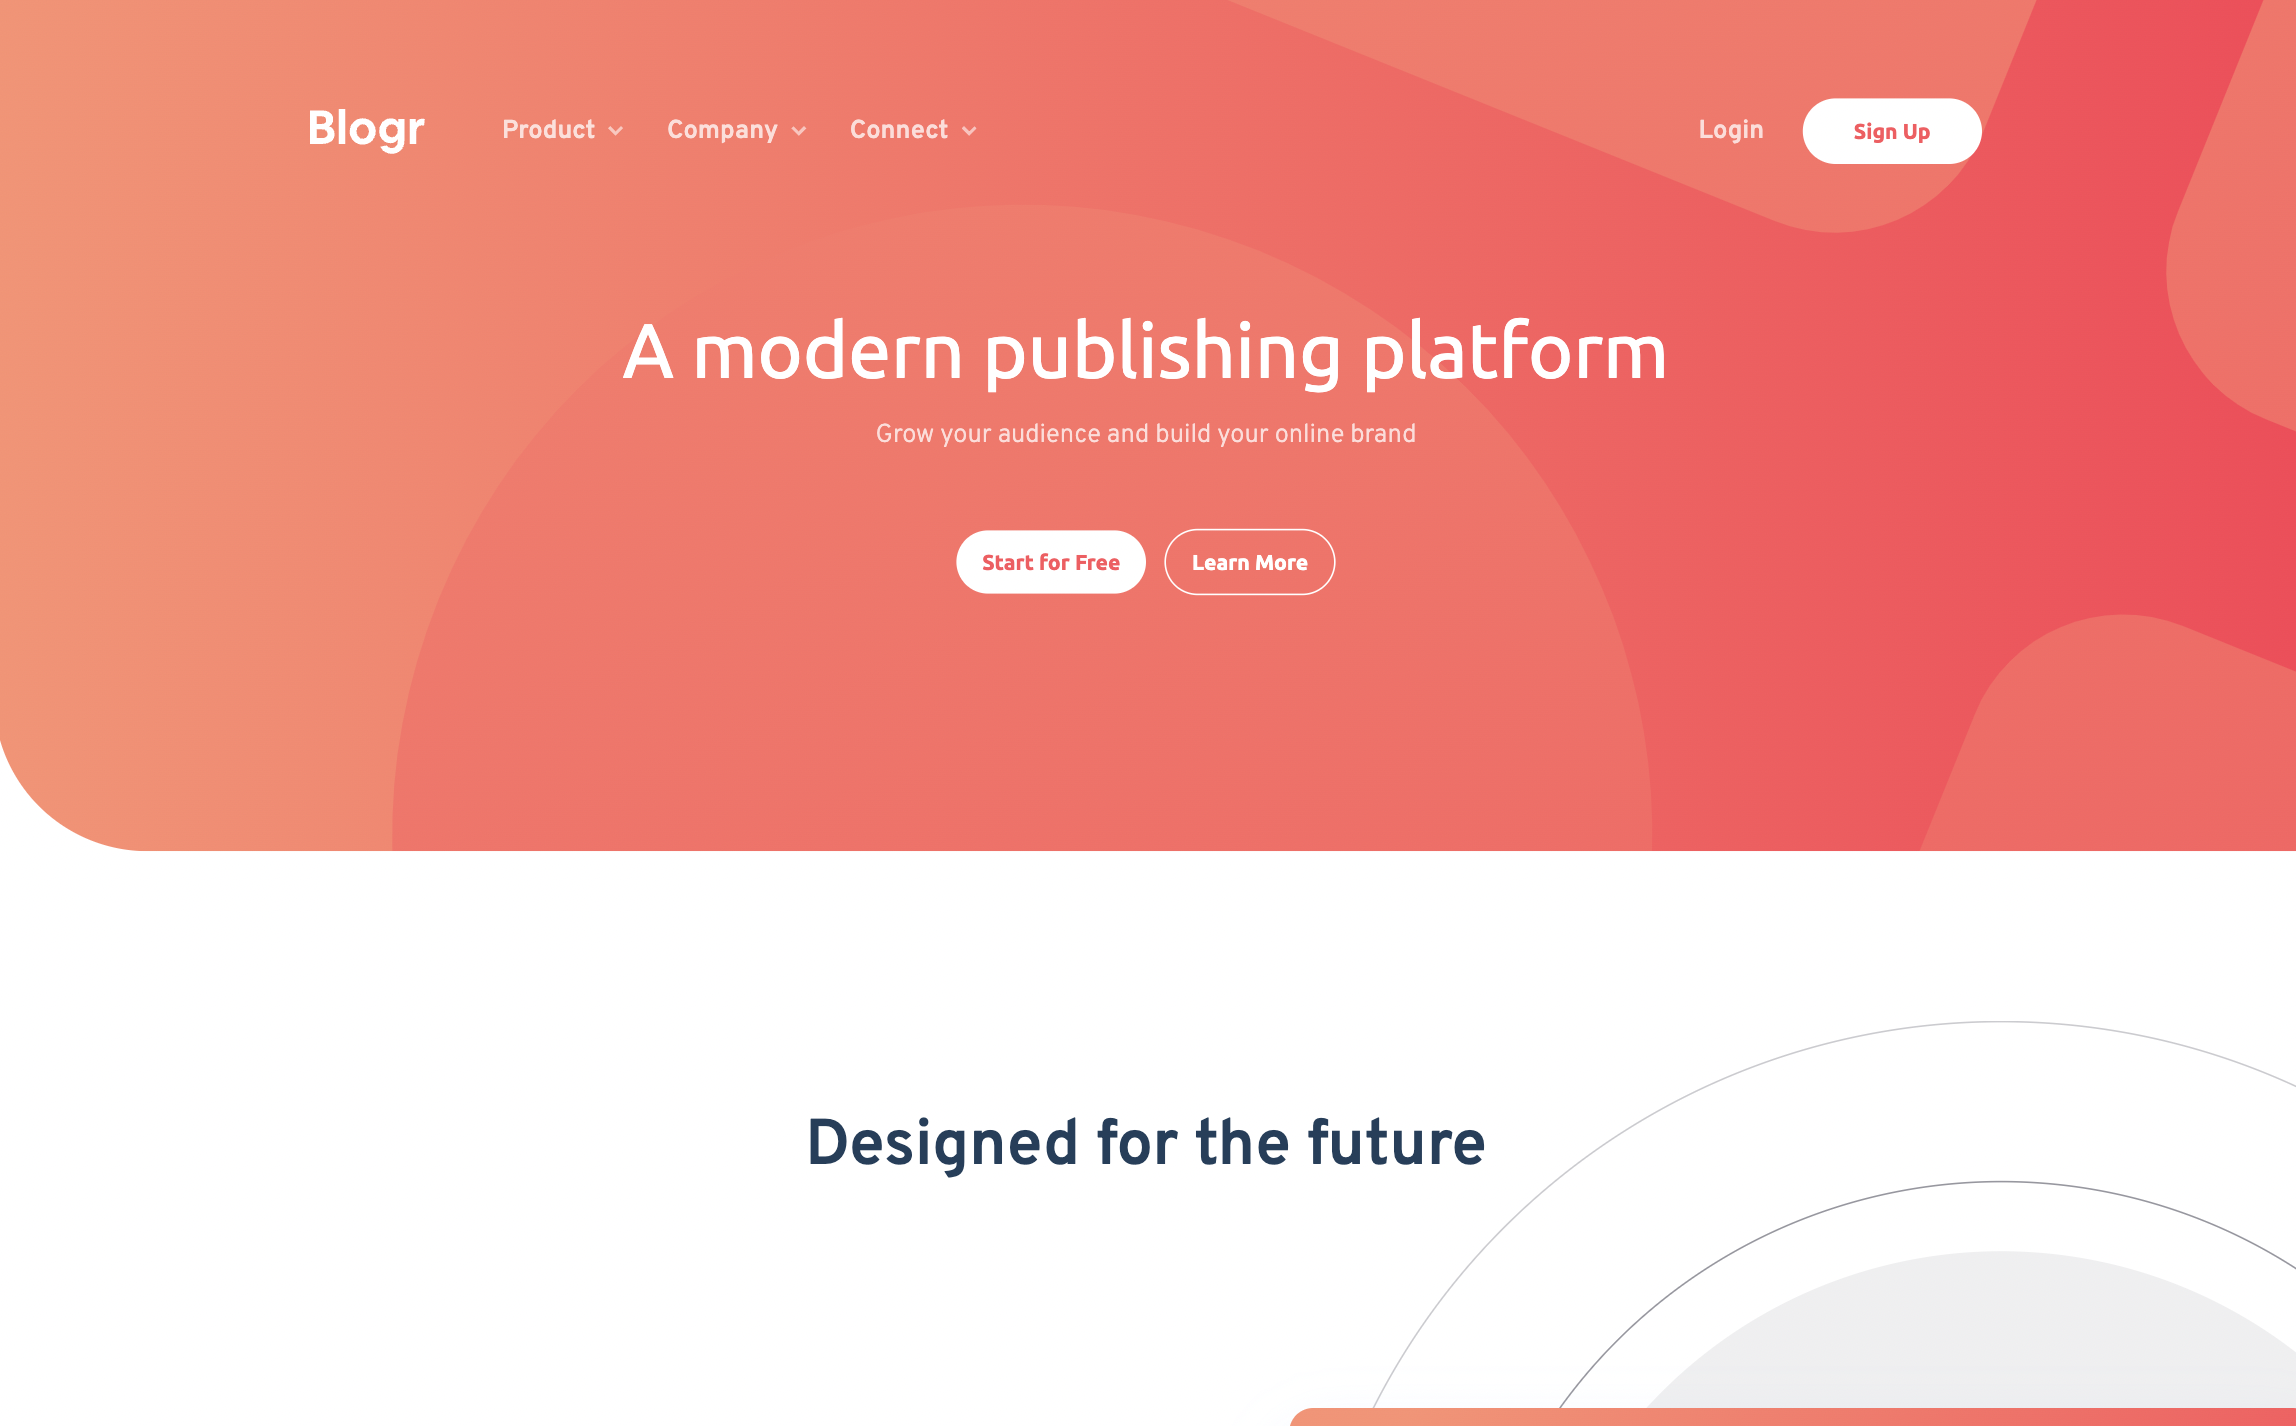 Blogr Product Company Connect Login Sign Up
A modern publishing platform
Grow your audience and build your online brand
Start for Free Learn More
Designed for the future